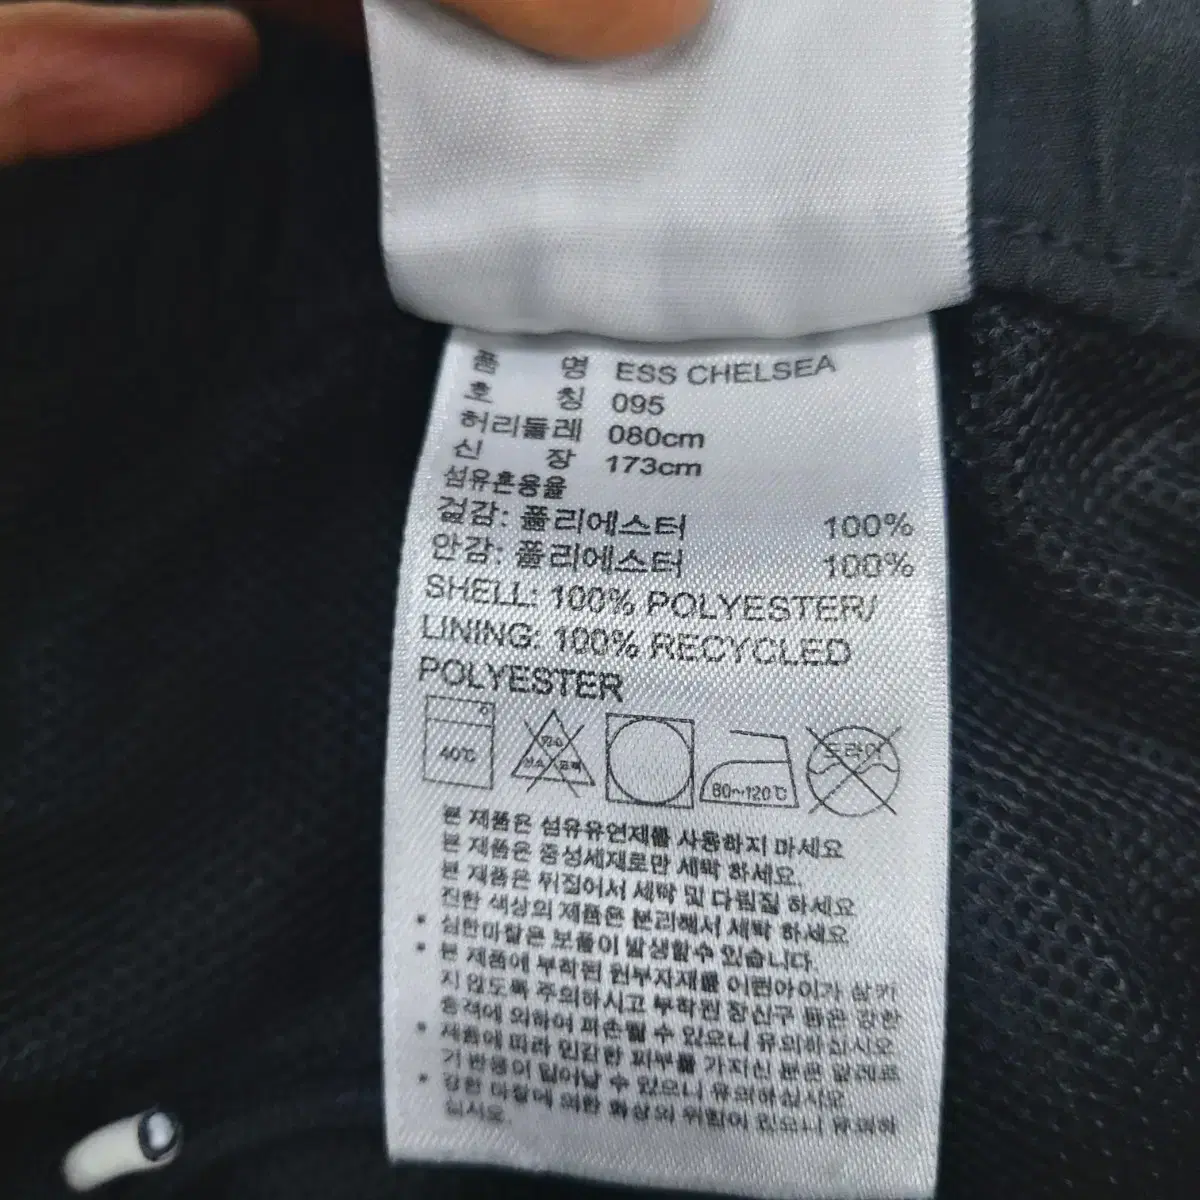 품 명 ESS CHELSEA
호 칭 095
허리둘레 080cm
신 장 173cm
섬유혼용율
겉감: 폴리에스터 100%
안감: 폴리에스터 100%
SHELL: 100% POLYESTER/
LINING: 100% RECYCLED
POLYESTER
40℃
80~120℃
드라이
본 제품은 섬유유연제를 사용하지 마세요
본 제품은 중성세제로만 세탁 하세요.
본 제품은 뒤집어서 세탁 및 다림질 하세요
진한 색상의 제품은 분리해서 세탁 하세요
* 심한마찰은 보풀이 발생할수 있습니다.
* 본 제품에 부착된 원부자재를 어린아이가 삼키
지 않도록 주의하시고 부착된 장신구 등은 강한
충격에 의하여 파손될 수 있으니 유의하십시오
* 제품에 따라 민감한 피부를 가지신 분은 알레르
기 반응이 일어날 수 있으니 유의하십시오
* 강한 마찰에 의한 화상의 위험이 있으니 유의하
십시오.